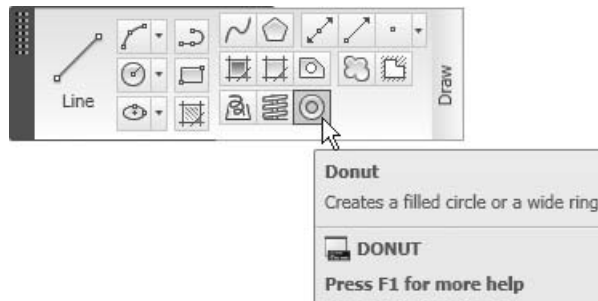 Line
Draw
Donut
Creates a filled circle or a wide ring
DONUT
Press F1 for more help